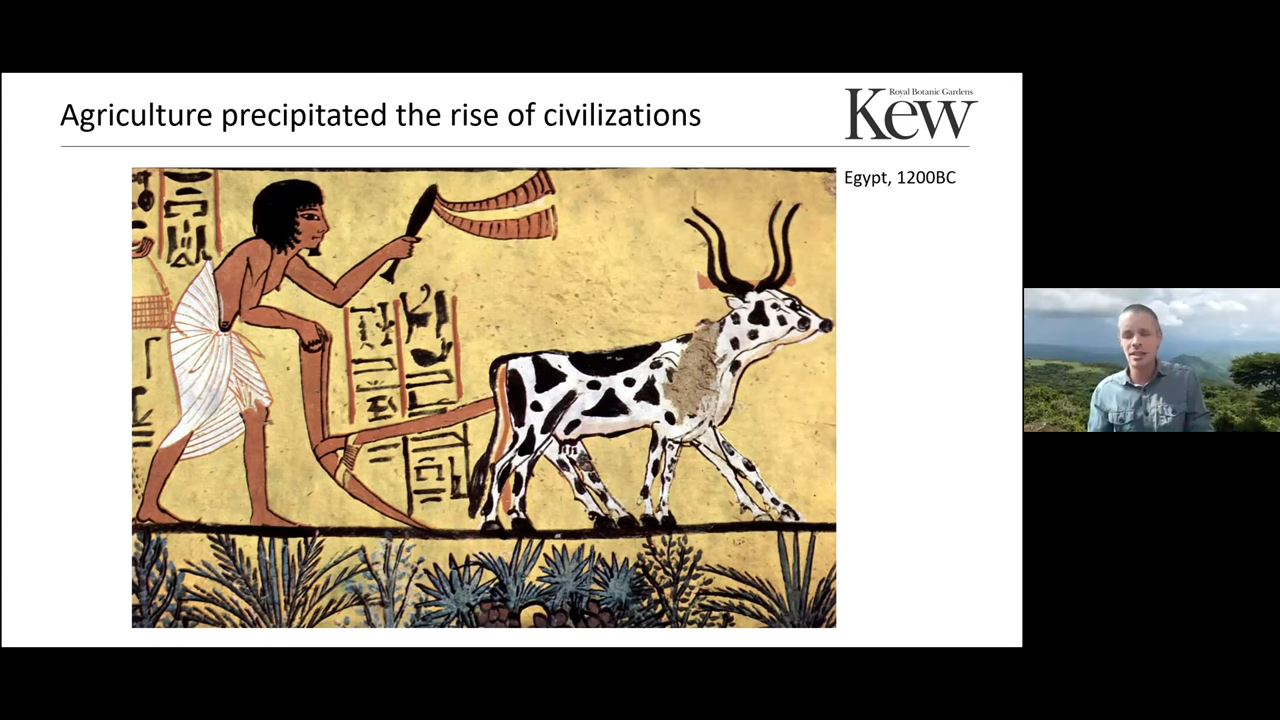 Agriculture precipitated the rise of civilizations
Royal Botanic Gardens
Kew
Egypt, 1200BC